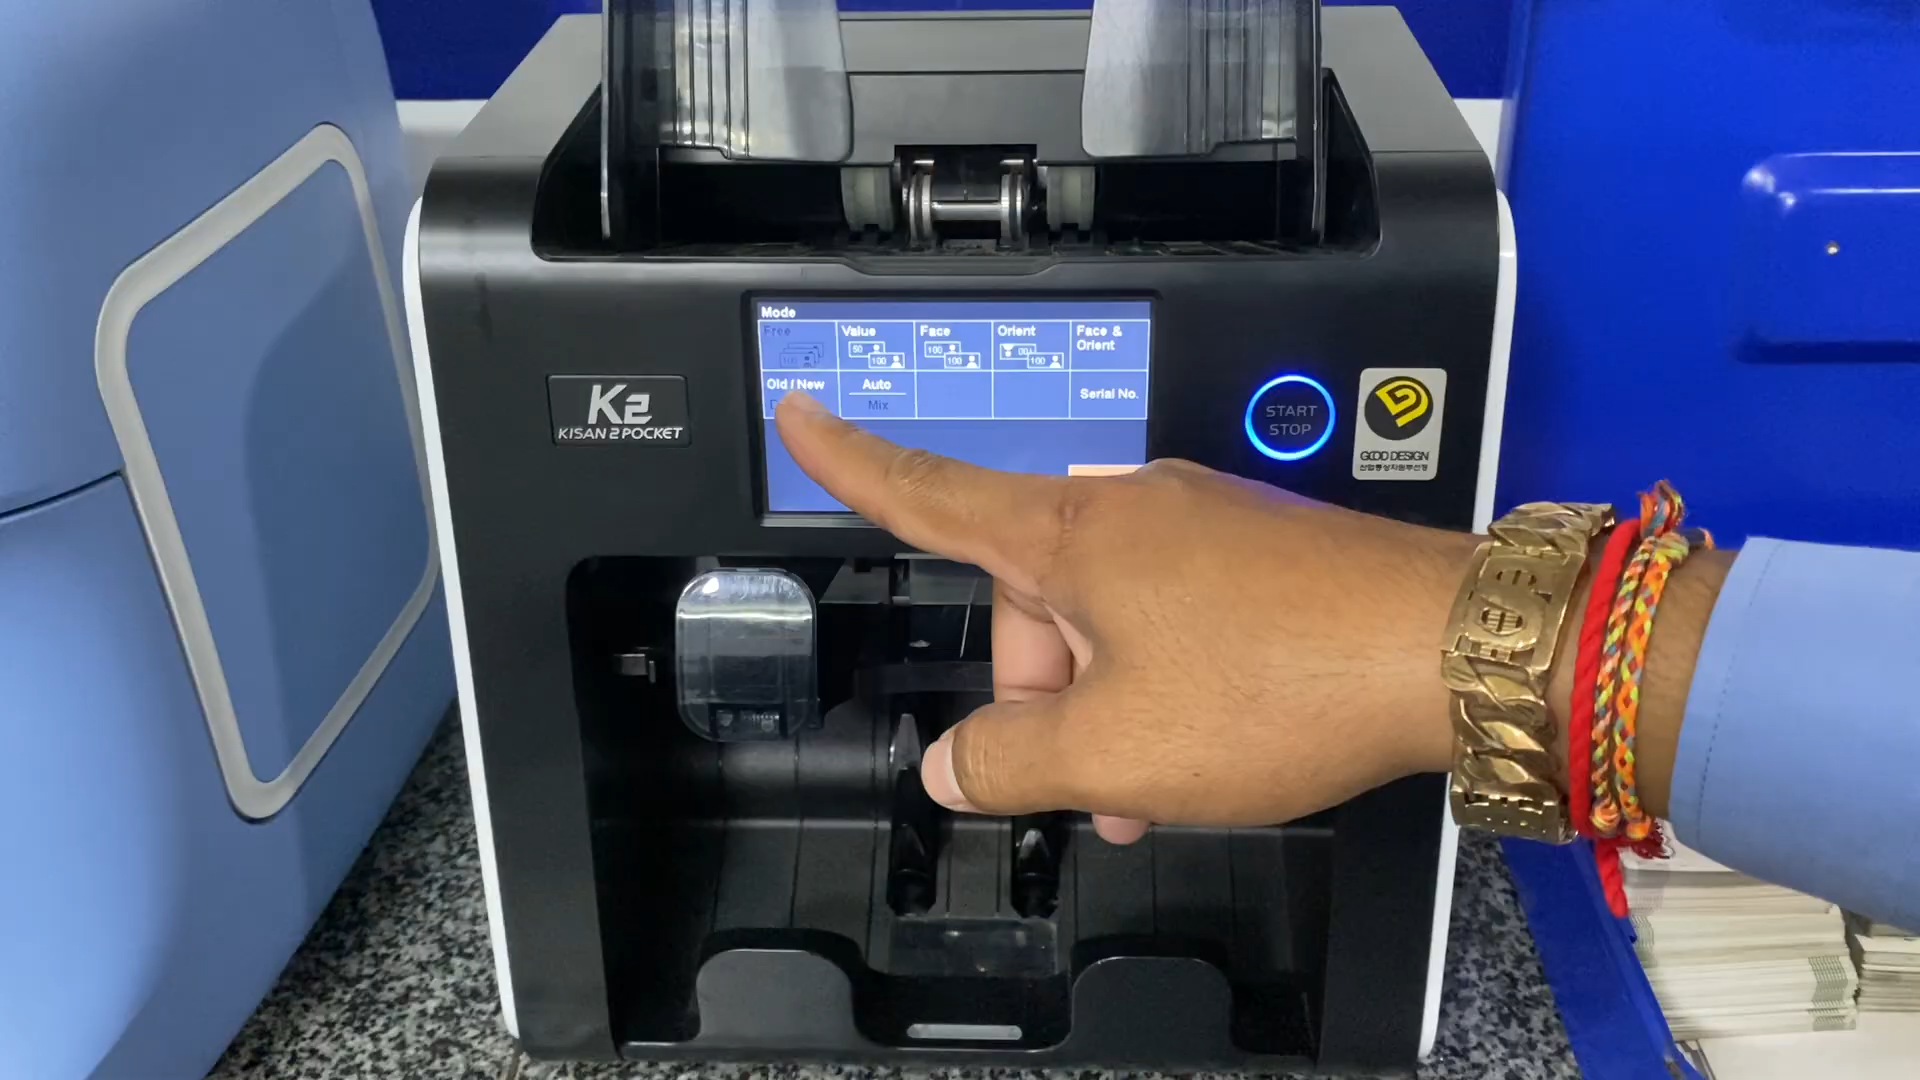 Mode
Free
Value
Face
Orient
Face &
Orient
50
100
100
100
100
100
Old / New
Auto
Mix
Serial No.
K2
KISAN 2 POCKET
START
STOP
GOOD DESIGN